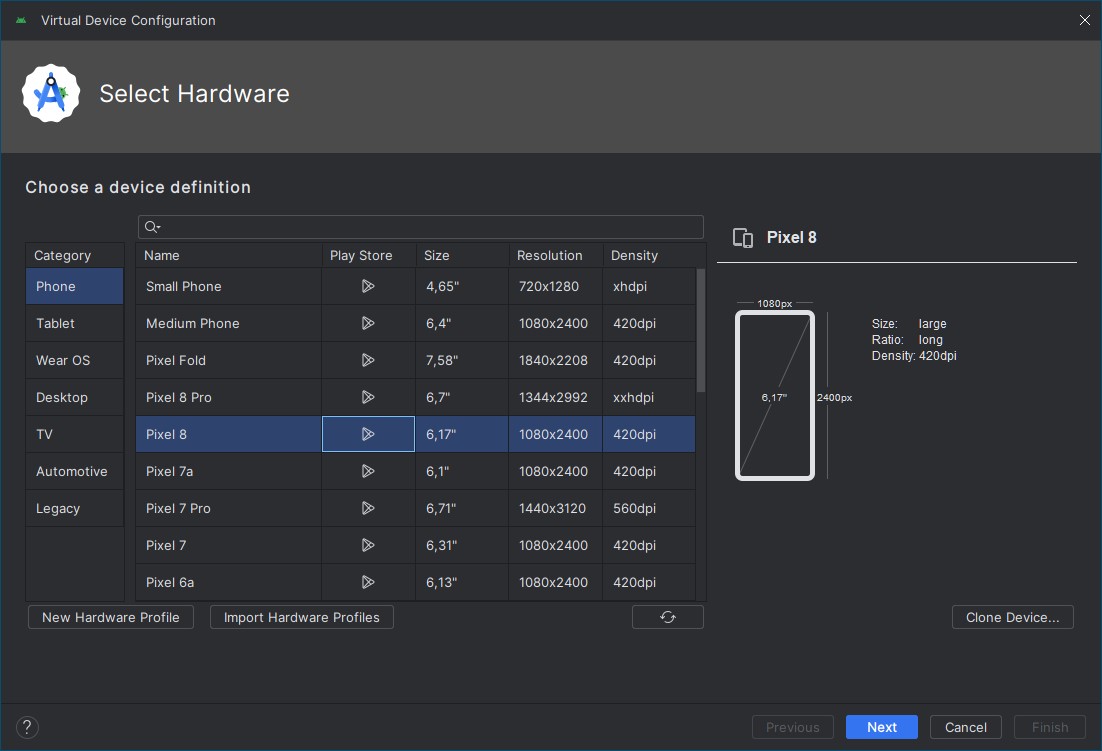 Virtual Device Configuration
Select Hardware
Choose a device definition
Category
Phone
Tablet
Wear OS
Desktop
TV
Automotive
Legacy
Name Play Store Size Resolution Density
Small Phone 4,65" 720x1280 xhdpi
Medium Phone 6,4" 1080x2400 420dpi
Pixel Fold 7,58" 1840x2208 420dpi
Pixel 8 Pro 6,7" 1344x2992 xxhdpi
Pixel 8 6,17" 1080x2400 420dpi
Pixel 7a 6,1" 1080x2400 420dpi
Pixel 7 Pro 6,71" 1440x3120 560dpi
Pixel 7 6,31" 1080x2400 420dpi
Pixel 6a 6,13" 1080x2400 420dpi
Pixel 8
1080px
6,17"
2400px
Size: large
Ratio: long
Density: 420dpi
New Hardware Profile Import Hardware Profiles Clone Device...
? Previous Next Cancel Finish